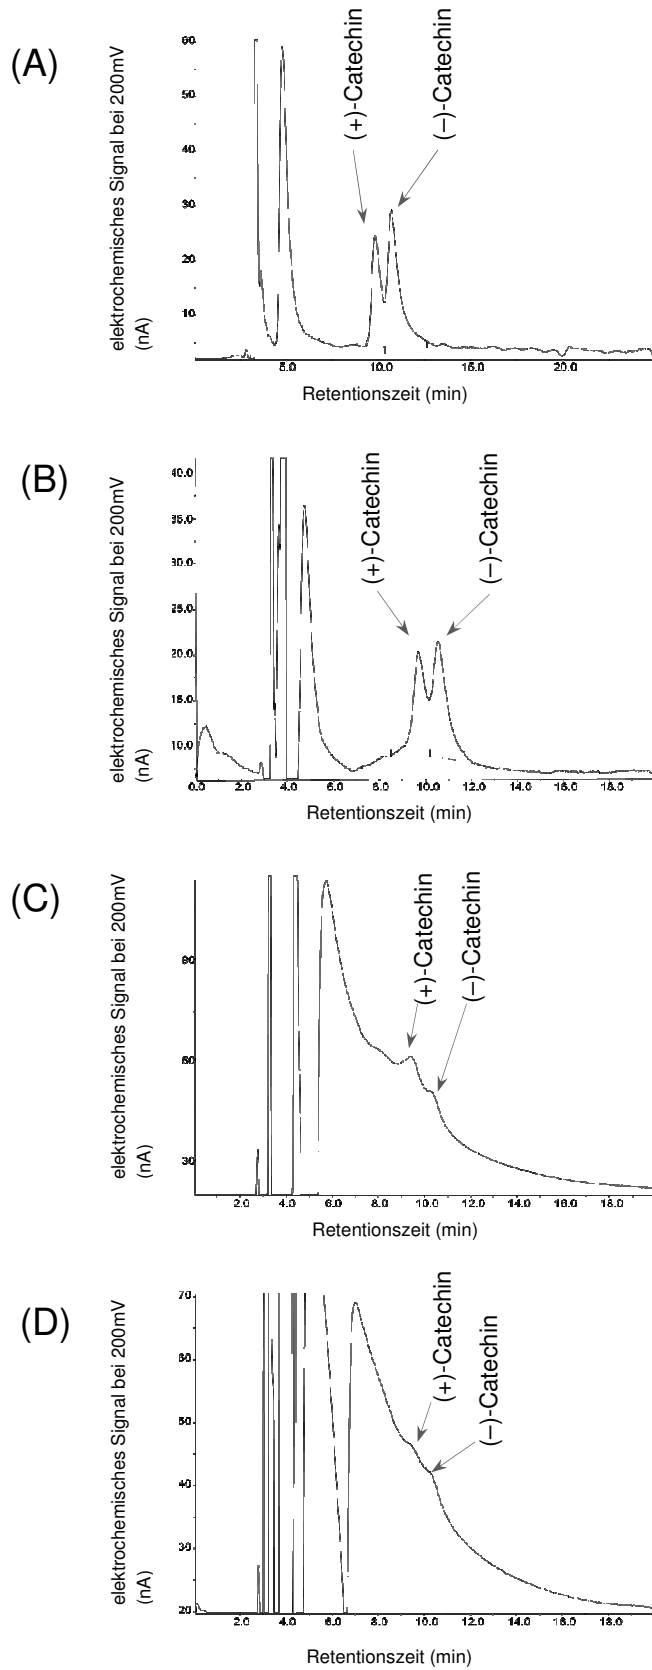 (A)
elektrochemisches Signal bei 200mV
(nA)
60
50
40
30
20
10
(+)-Catechin
(−)-Catechin
5.0
10.0
15.0
20.0
Retentionszeit (min)
(B)
elektrochemisches Signal bei 200mV
(nA)
40.0
35.0
30.0
25.0
20.0
15.0
10.0
(+)-Catechin
(−)-Catechin
0.0
2.0
4.0
6.0
8.0
10.0
12.0
14.0
16.0
18.0
Retentionszeit (min)
(C)
elektrochemisches Signal bei 200mV
(nA)
30
(+)-Catechin
(−)-Catechin
2.0
4.0
6.0
8.0
10.0
12.0
14.0
16.0
18.0
Retentionszeit (min)
(D)
elektrochemisches Signal bei 200mV
(nA)
70
60
50
40
30
20
(+)-Catechin
(−)-Catechin
2.0
4.0
6.0
8.0
10.0
12.0
14.0
16.0
18.0
Retentionszeit (min)